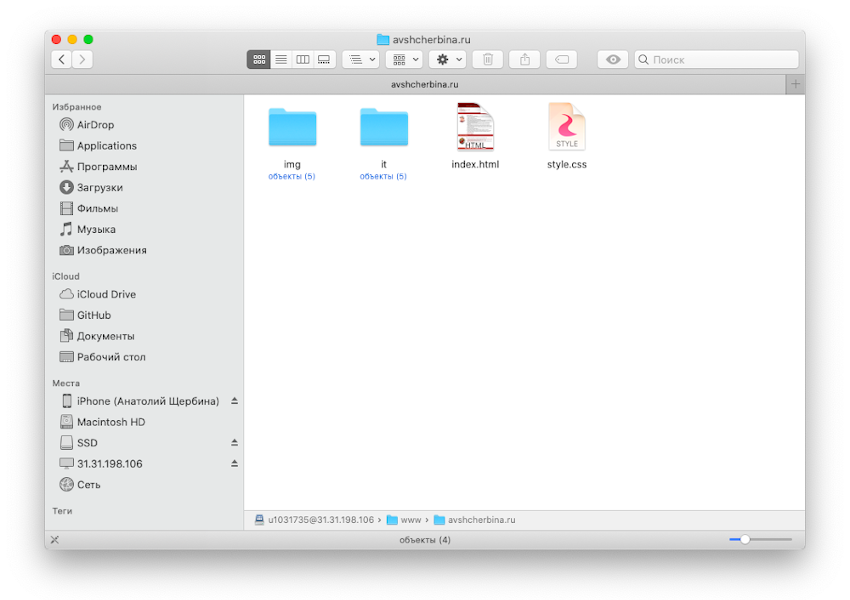 avshcherbina.ru
Поиск
avshcherbina.ru
Избранное
AirDrop
Applications
Программы
Загрузки
Фильмы
Музыка
Изображения
iCloud
iCloud Drive
GitHub
Документы
Рабочий стол
Места
iPhone (Анатолий Щербина)
Macintosh HD
SSD
31.31.198.106
Сеть
Теги
img
объекты (5)
it
объекты (5)
HTML
index.html
STYLE
style.css
u1031735@31.31.198.106 › www › avshcherbina.ru
объекты (4)